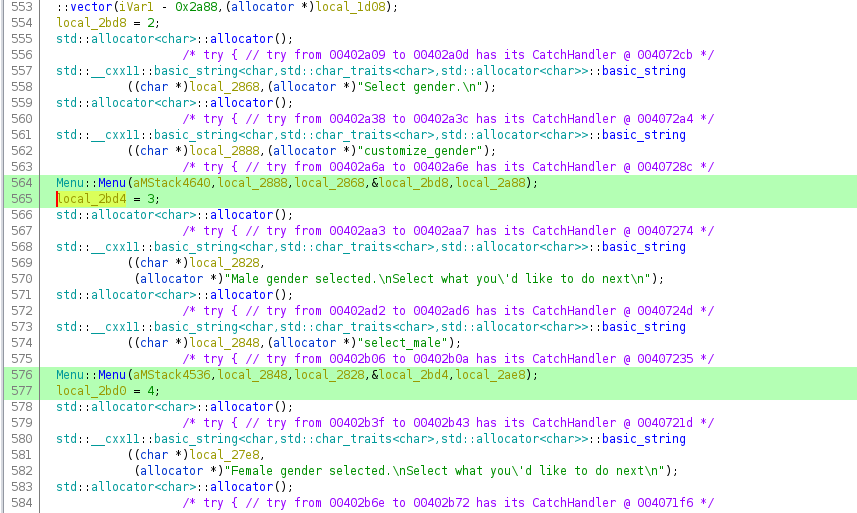 553 ::vector(iVar1 - 0x2a88,(allocator *)local_1d08);
554 local_2bd8 = 2;
555 std::allocator<char>::allocator();
556 /* try { // try from 00402a09 to 00402a0d has its CatchHandler @ 004072cb */
557 std::__cxx11::basic_string<char,std::char_traits<char>,std::allocator<char>>::basic_string
558 ((char *)local_2868,(allocator *)"Select gender.\n");
559 std::allocator<char>::allocator();
560 /* try { // try from 00402a38 to 00402a3c has its CatchHandler @ 004072a4 */
561 std::__cxx11::basic_string<char,std::char_traits<char>,std::allocator<char>>::basic_string
562 ((char *)local_2888,(allocator *)"customize_gender");
563 /* try { // try from 00402a6a to 00402a6e has its CatchHandler @ 0040728c */
564 Menu::Menu(aMStack4640,local_2888,local_2868,&local_2bd8,local_2a88);
565 local_2bd4 = 3;
566 std::allocator<char>::allocator();
567 /* try { // try from 00402aa3 to 00402aa7 has its CatchHandler @ 00407274 */
568 std::__cxx11::basic_string<char,std::char_traits<char>,std::allocator<char>>::basic_string
569 ((char *)local_2828,
570 (allocator *)"Male gender selected.\nSelect what you\'d like to do next\n");
571 std::allocator<char>::allocator();
572 /* try { // try from 00402ad2 to 00402ad6 has its CatchHandler @ 0040724d */
573 std::__cxx11::basic_string<char,std::char_traits<char>,std::allocator<char>>::basic_string
574 ((char *)local_2848,(allocator *)"select_male");
575 /* try { // try from 00402b06 to 00402b0a has its CatchHandler @ 00407235 */
576 Menu::Menu(aMStack4536,local_2848,local_2828,&local_2bd4,local_2ae8);
577 local_2bd0 = 4;
578 std::allocator<char>::allocator();
579 /* try { // try from 00402b3f to 00402b43 has its CatchHandler @ 0040721d */
580 std::__cxx11::basic_string<char,std::char_traits<char>,std::allocator<char>>::basic_string
581 ((char *)local_27e8,
582 (allocator *)"Female gender selected.\nSelect what you\'d like to do next\n");
583 std::allocator<char>::allocator();
584 /* try { // try from 00402b6e to 00402b72 has its CatchHandler @ 004071f6 */